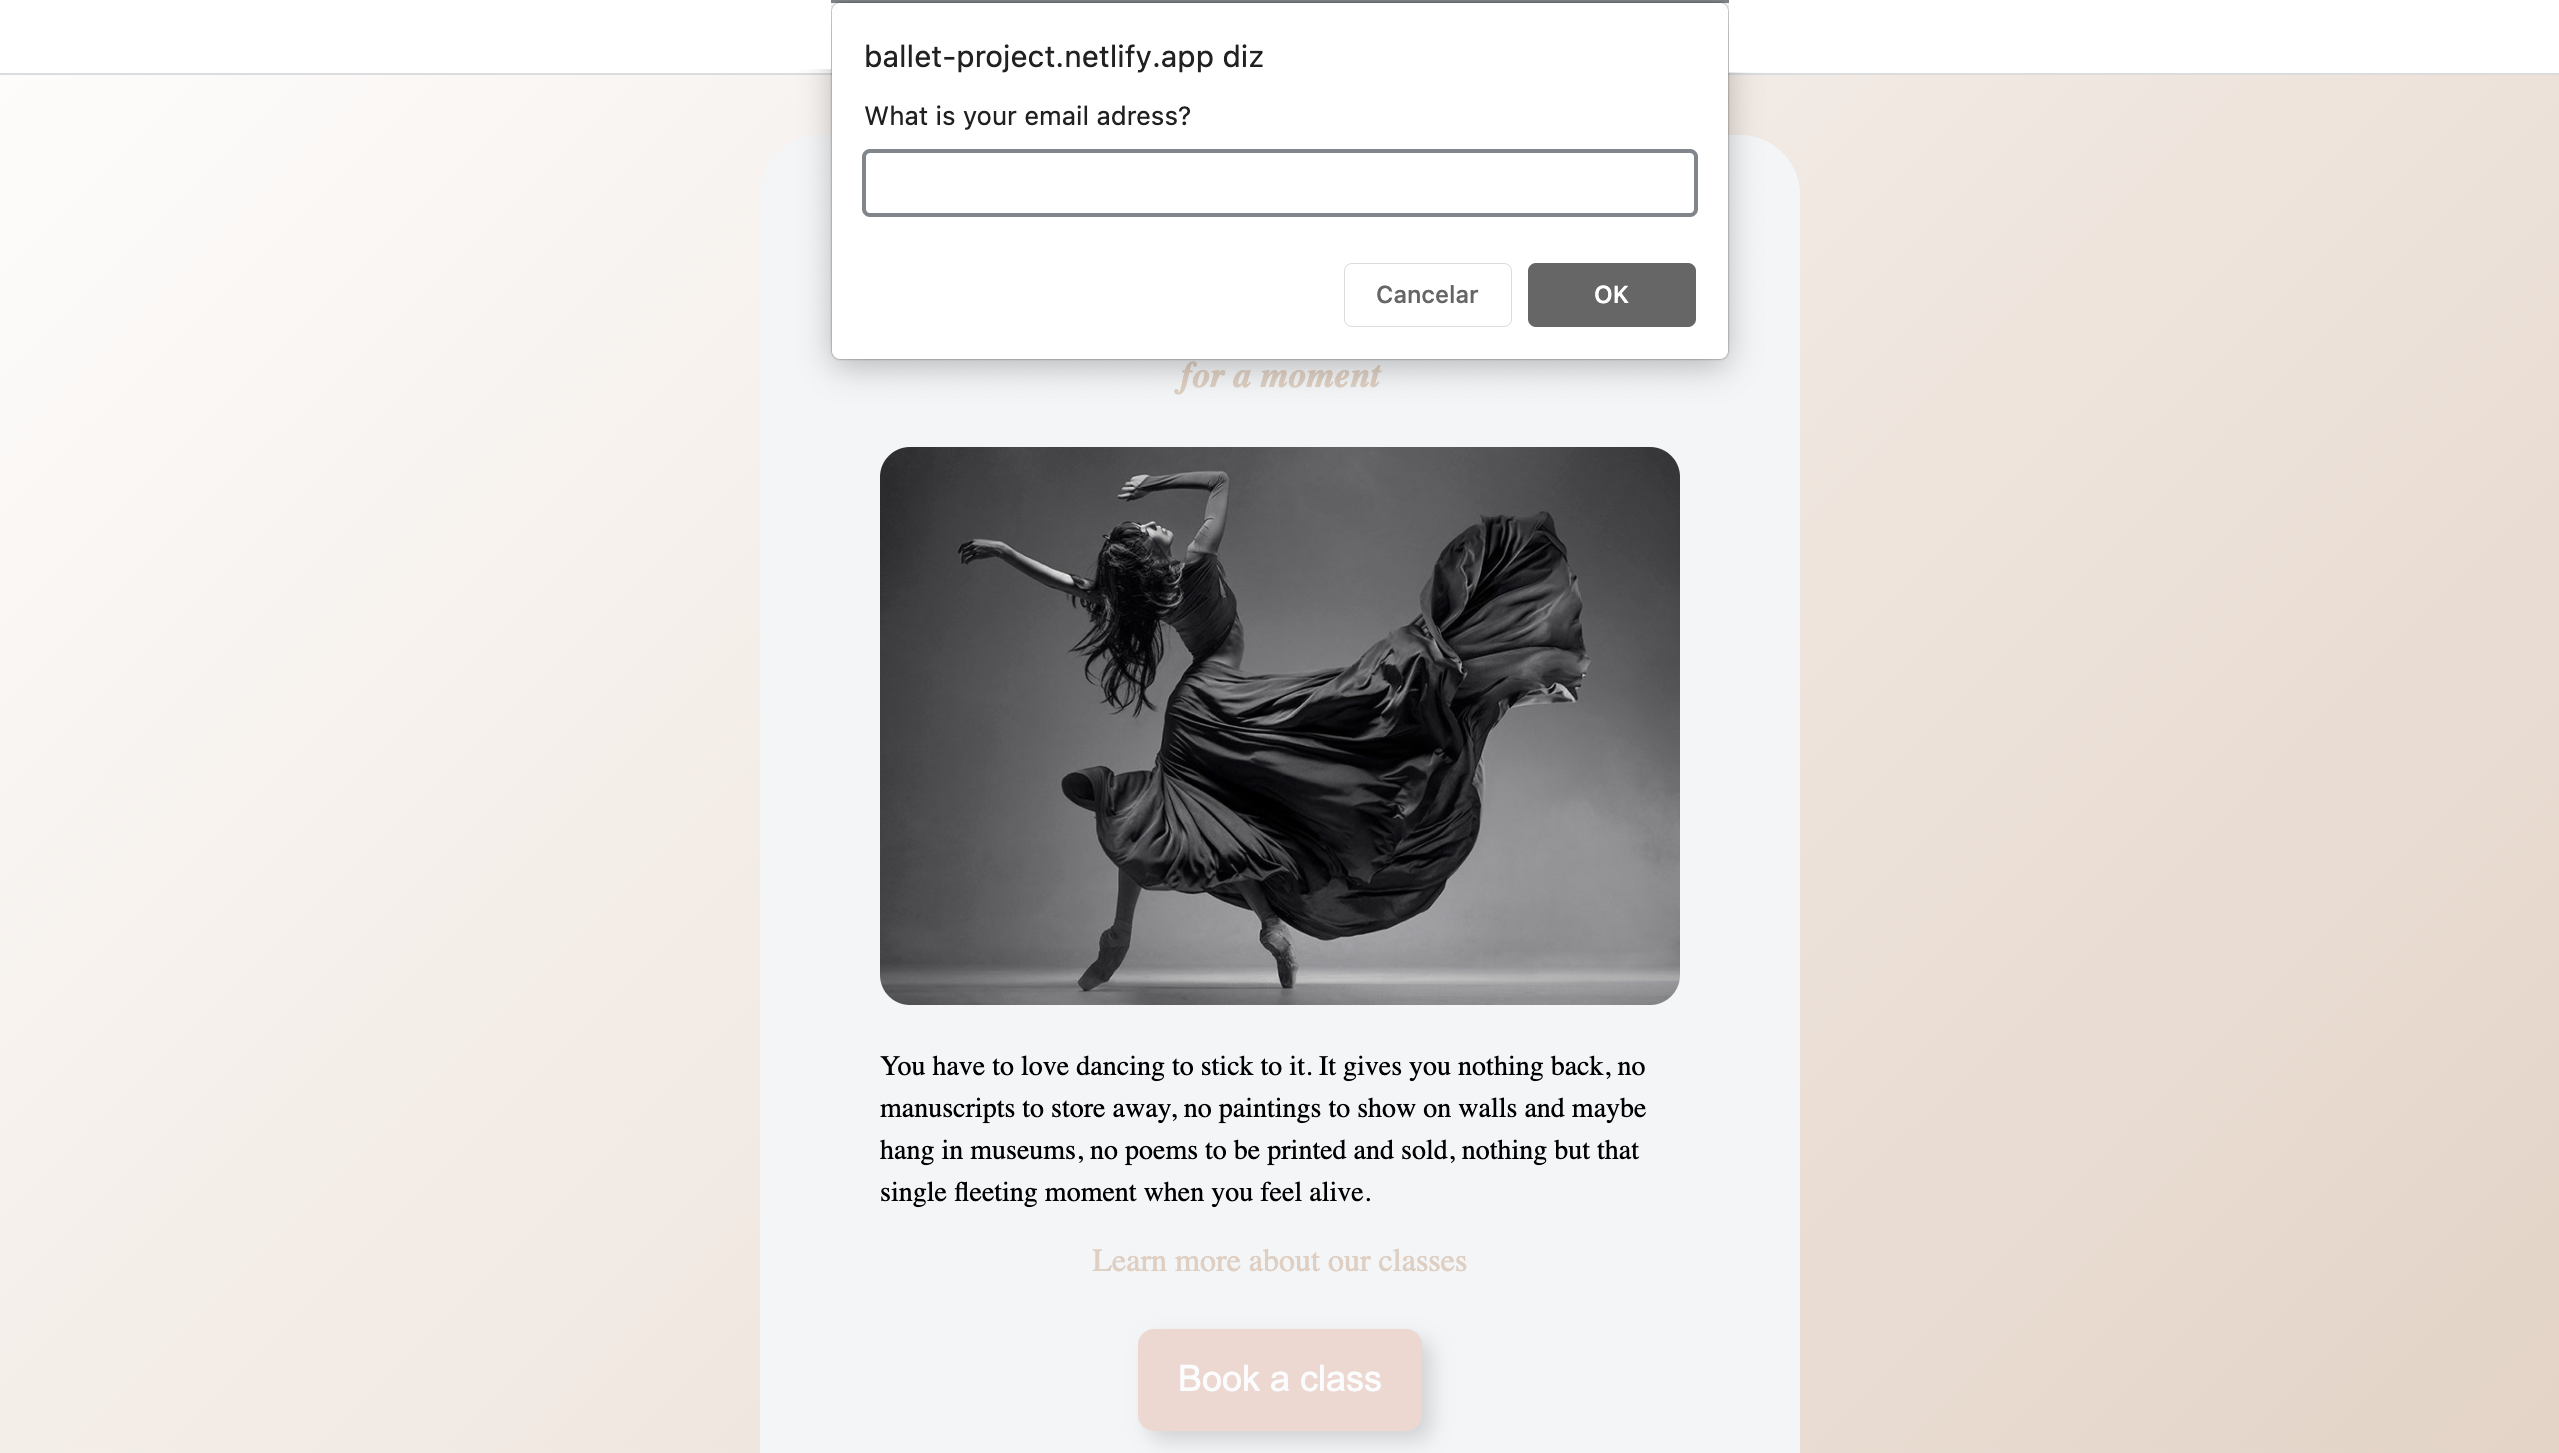 ballet-project.netlify.app diz
What is your email adress?
Cancelar
OK
for a moment
You have to love dancing to stick to it. It gives you nothing back, no
manuscripts to store away, no paintings to show on walls and maybe
hang in museums, no poems to be printed and sold, nothing but that
single fleeting moment when you feel alive.
Learn more about our classes
Book a class